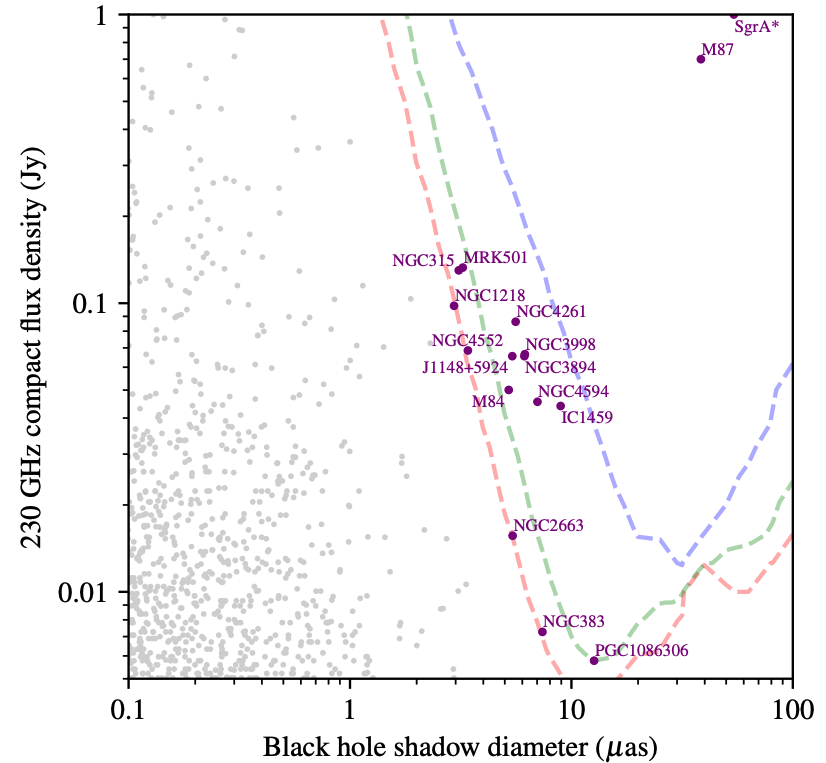 1
SgrA*
M87
230 GHz compact flux density (Jy)
NGC315
MRK501
0.1
NGC1218
NGC4261
NGC4552
NGC3998
J1148+5924
NGC3894
M84
NGC4594
IC1459
NGC2663
0.01
NGC383
PGC1086306
0.1
1
10
100
Black hole shadow diameter (μas)